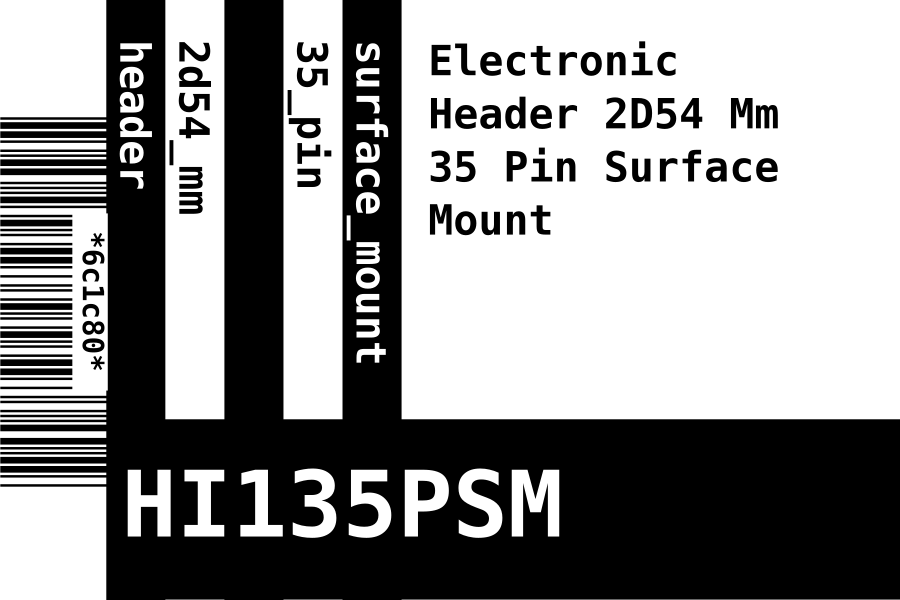 *6c1c80*
header
2d54_mm
35_pin
surface_mount
Electronic
Header 2D54 Mm
35 Pin Surface
Mount
HI135PSM